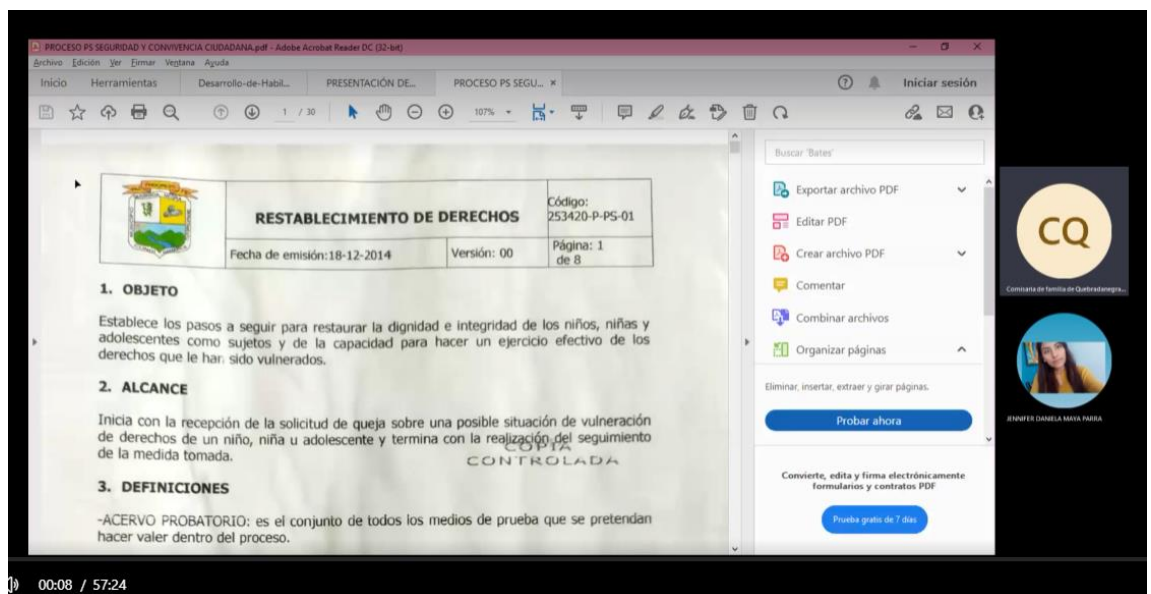 PROCESO PS SEGURIDAD Y CONVIVENCIA CIUDADANA.pdf - Adobe Acrobat Reader DC (32-bit)
Archivo Edición Ver Firmar Ventana Ayuda
Inicio Herramientas Desarrollo-de-Habil... PRESENTACIÓN DE... PROCESO PS SEGU... × Iniciar sesión
1 / 30 107%
Buscar 'Bates'
RESTABLECIMIENTO DE DERECHOS
Código:
253420-P-PS-01
Fecha de emisión:18-12-2014
Versión: 00
Página: 1
de 8
1. OBJETO
Establece los pasos a seguir para restaurar la dignidad e integridad de los niños, niñas y
adolescentes como sujetos y de la capacidad para hacer un ejercicio efectivo de los
derechos que le han sido vulnerados.
2. ALCANCE
Inicia con la recepción de la solicitud de queja sobre una posible situación de vulneración
de derechos de un niño, niña u adolescente y termina con la realización del seguimiento
de la medida tomada.
COPIA
CONTROLADA
3. DEFINICIONES
-ACERVO PROBATORIO: es el conjunto de todos los medios de prueba que se pretendan
hacer valer dentro del proceso.
Exportar archivo PDF
Editar PDF
Crear archivo PDF
Comentar
Combinar archivos
Organizar páginas
Eliminar, insertar, extraer y girar páginas.
Probar ahora
Convierte, edita y firma electrónicamente
formularios y contratos PDF
Prueba gratis de 7 días
CQ
Comisaria de familia de Quebradanegra...
JENNIFER DANIELA MAYA PARRA
00:08 / 57:24